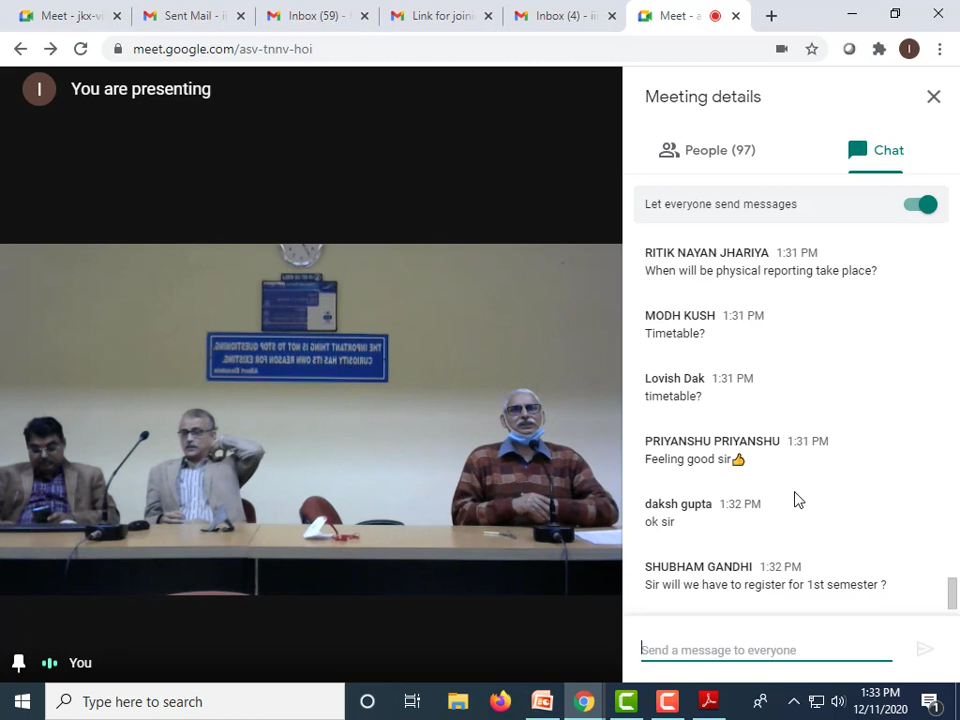 Meet - jkx-vi
Sent Mail - ii
Inbox (59) - i
Link for joini
Inbox (4) - iir
Meet - a
meet.google.com/asv-tnnv-hoi
I
I
You are presenting
Meeting details
People (97)
Chat
Let everyone send messages
RITIK NAYAN JHARIYA 1:31 PM
When will be physical reporting take place?
MODH KUSH 1:31 PM
Timetable?
Lovish Dak 1:31 PM
timetable?
PRIYANSHU PRIYANSHU 1:31 PM
Feeling good sir👍
daksh gupta 1:32 PM
ok sir
SHUBHAM GANDHI 1:32 PM
Sir will we have to register for 1st semester ?
Send a message to everyone
THE IMPORTANT THING IS NOT TO STOP QUESTIONING.
CURIOSITY HAS ITS OWN REASON FOR EXISTING
Albert Einstein
You
Type here to search
1:33 PM
12/11/2020
1